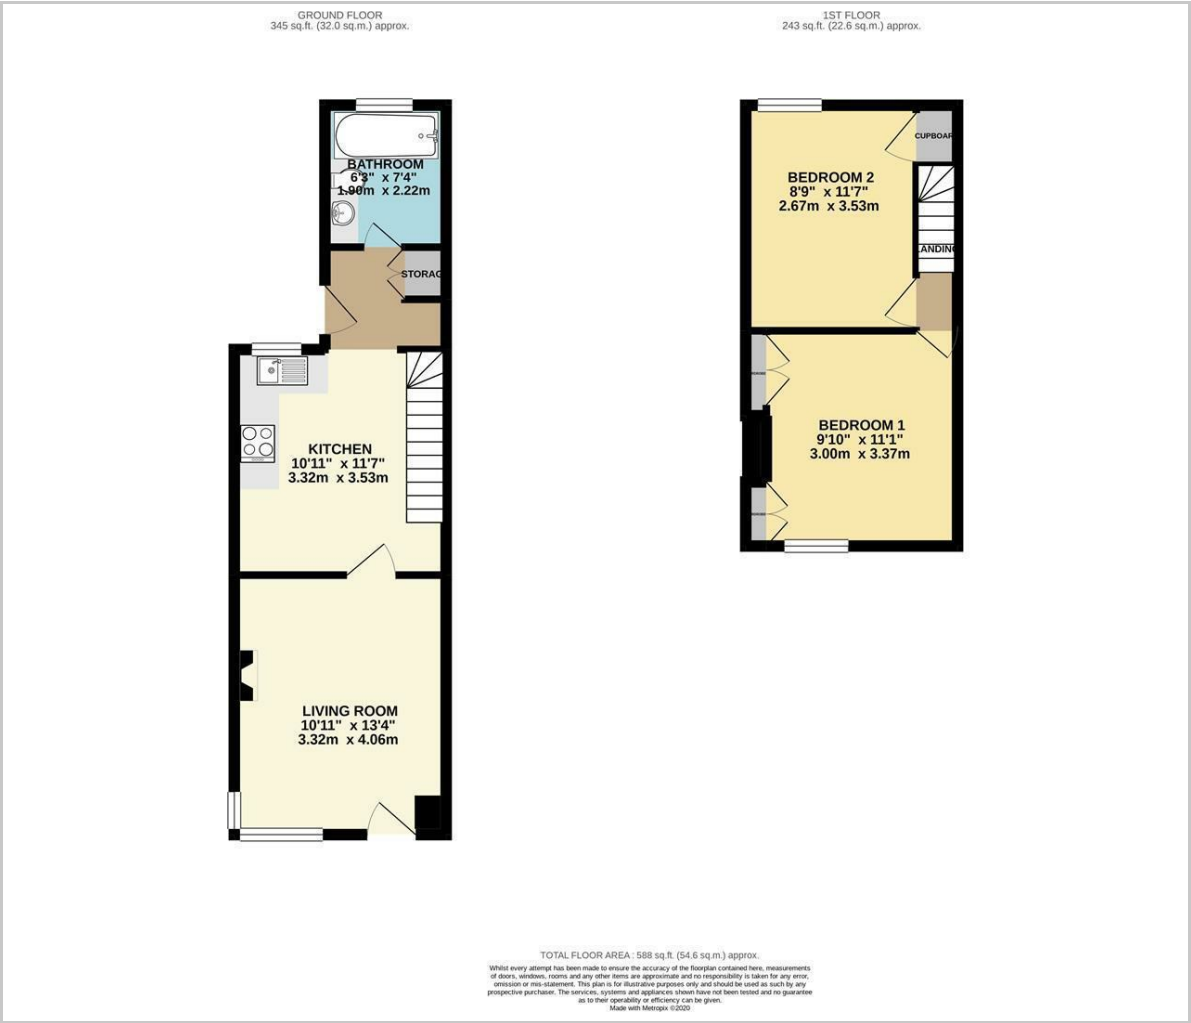 GROUND FLOOR
345 sq.ft. (32.0 sq.m.) approx.
1ST FLOOR
243 sq.ft. (22.6 sq.m.) approx.
BATHROOM
6'3" x 7'4"
1.90m x 2.22m
STORAG
KITCHEN
10'11" x 11'7"
3.32m x 3.53m
LIVING ROOM
10'11" x 13'4"
3.32m x 4.06m
CUPBOAR
BEDROOM 2
8'9" x 11'7"
2.67m x 3.53m
LANDING
BEDROOM 1
9'10" x 11'1"
3.00m x 3.37m
TOTAL FLOOR AREA : 588 sq.ft. (54.6 sq.m.) approx.
Whilst every attempt has been made to ensure the accuracy of the floorplan contained here, measurements
of doors, windows, rooms and any other items are approximate and no responsibility is taken for any error,
omission or mis-statement. This plan is for illustrative purposes only and should be used as such by any
prospective purchaser. The services, systems and appliances shown have not been tested and no guarantee
as to their operability or efficiency can be given.
Made with Metropix ©2020